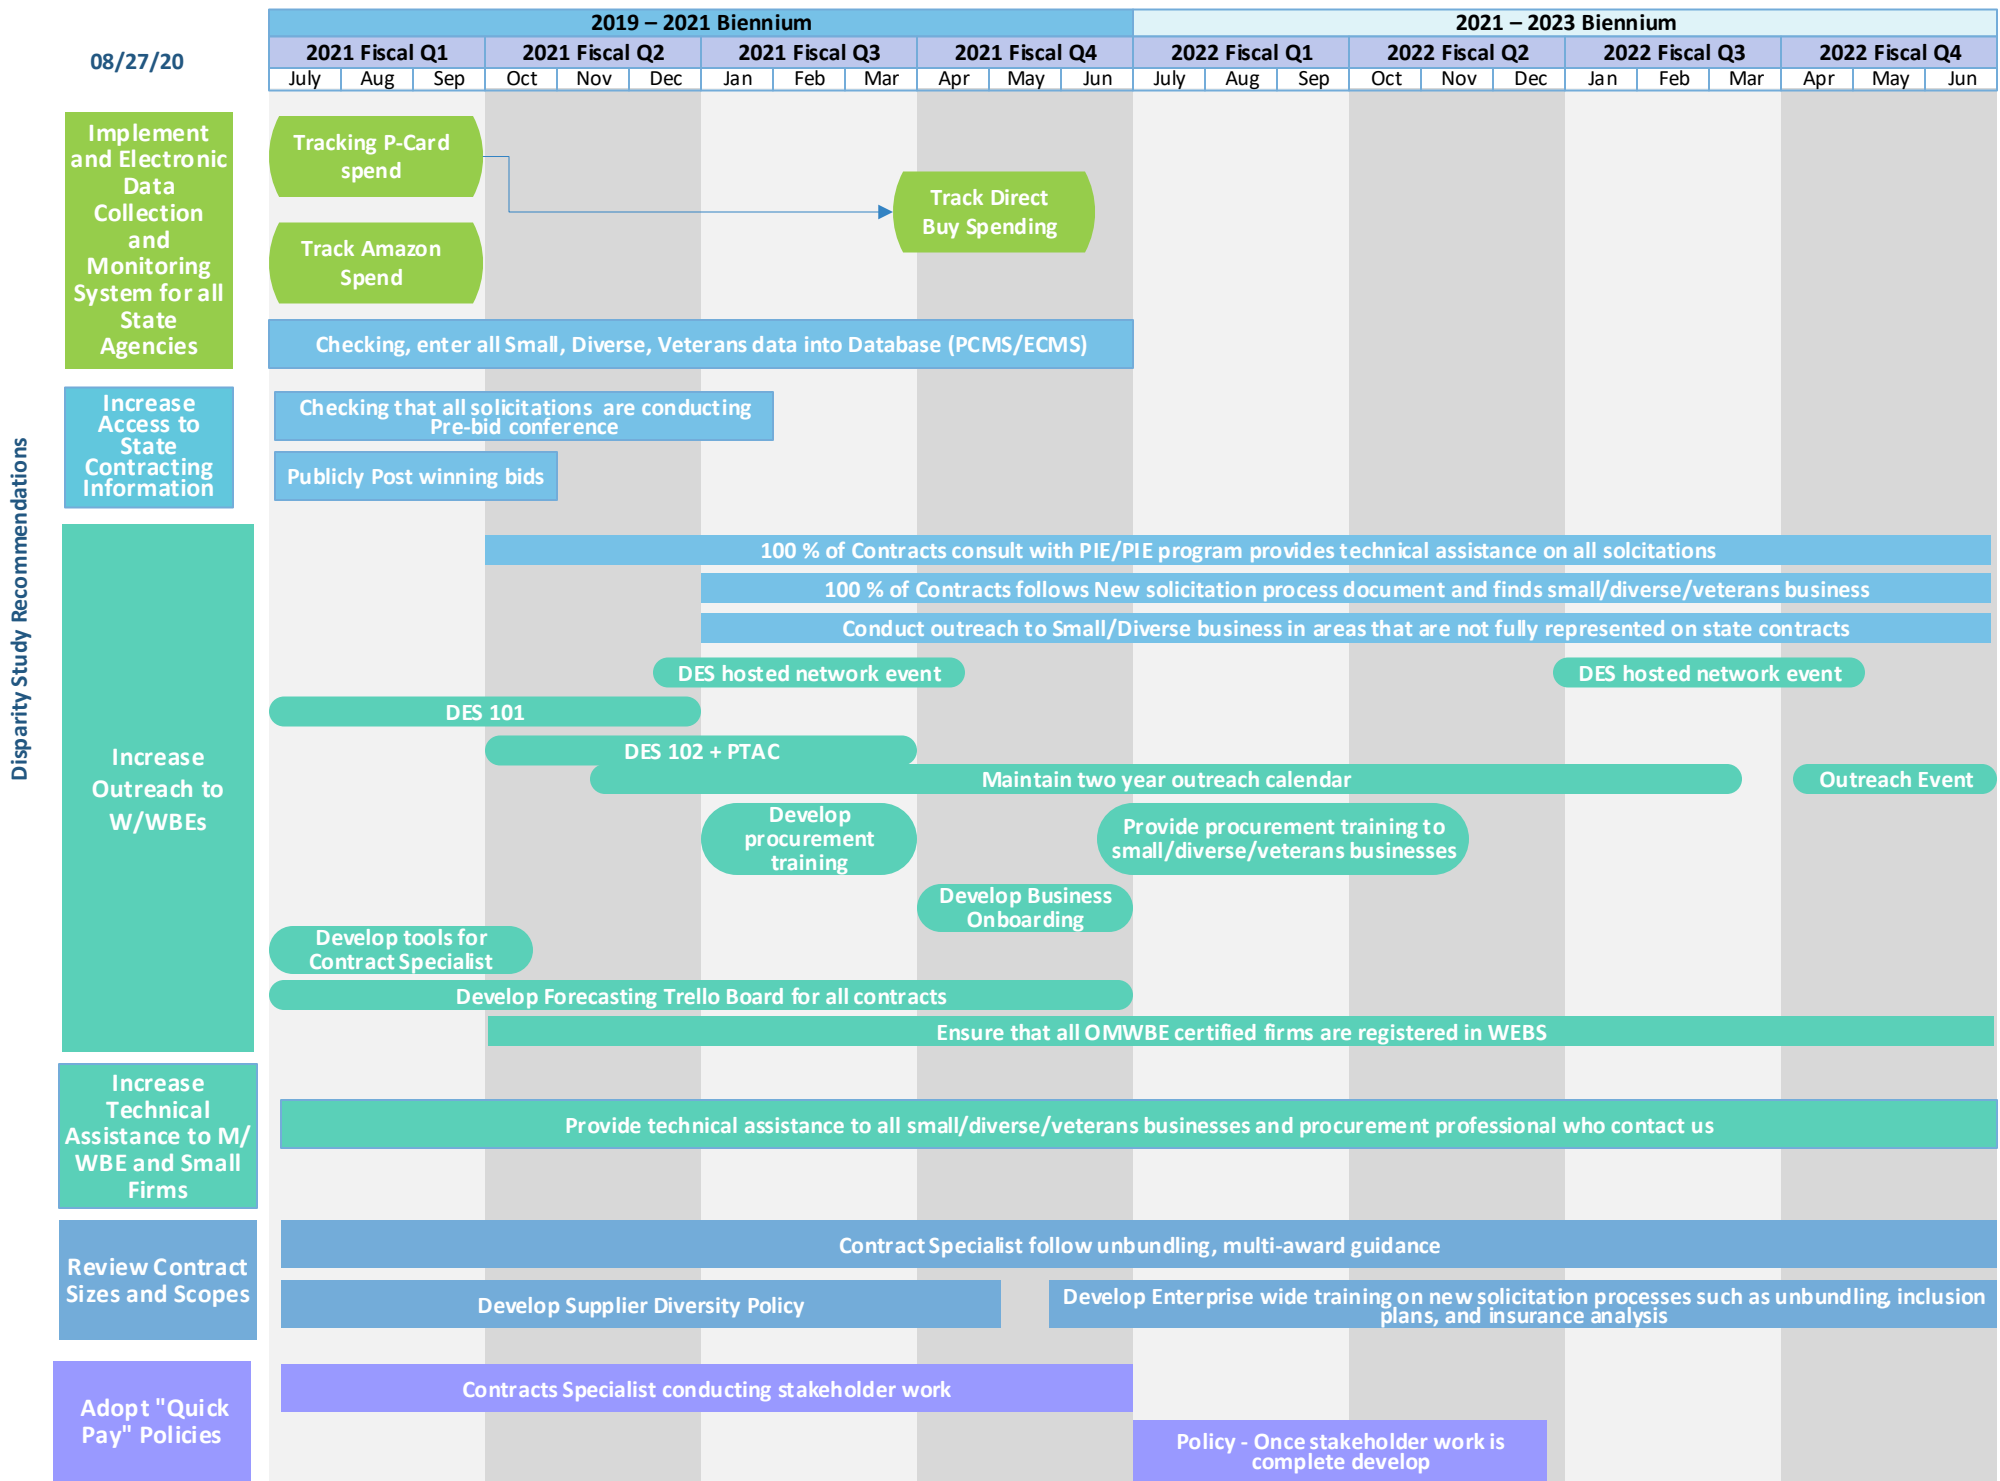 2019 – 2021 Biennium
2021 – 2023 Biennium
08/27/20
2021 Fiscal Q1
2021 Fiscal Q2
2021 Fiscal Q3
2021 Fiscal Q4
2022 Fiscal Q1
2022 Fiscal Q2
2022 Fiscal Q3
2022 Fiscal Q4
July Aug Sep Oct Nov Dec Jan Feb Mar Apr May Jun July Aug Sep Oct Nov Dec Jan Feb Mar Apr May Jun
Disparity Study Recommendations
Implement
and Electronic
Data
Collection
and
Monitoring
System for all
State
Agencies
Tracking P-Card
spend
Track Direct
Buy Spending
Track Amazon
Spend
Checking, enter all Small, Diverse, Veterans data into Database (PCMS/ECMS)
Increase
Access to
State
Contracting
Information
Checking that all solicitations are conducting
Pre-bid conference
Publicly Post winning bids
Increase
Outreach to
W/WBEs
100 % of Contracts consult with PIE/PIE program provides technical assistance on all solcitations
100 % of Contracts follows New solicitation process document and finds small/diverse/veterans business
Conduct outreach to Small/Diverse business in areas that are not fully represented on state contracts
DES hosted network event
DES hosted network event
DES 101
DES 102 + PTAC
Maintain two year outreach calendar
Outreach Event
Develop
procurement
training
Provide procurement training to
small/diverse/veterans businesses
Develop Business
Onboarding
Develop tools for
Contract Specialist
Develop Forecasting Trello Board for all contracts
Ensure that all OMWBE certified firms are registered in WEBS
Increase
Technical
Assistance to M/
WBE and Small
Firms
Provide technical assistance to all small/diverse/veterans businesses and procurement professional who contact us
Review Contract
Sizes and Scopes
Contract Specialist follow unbundling, multi-award guidance
Develop Supplier Diversity Policy
Develop Enterprise wide training on new solicitation processes such as unbundling, inclusion
plans, and insurance analysis
Adopt "Quick
Pay" Policies
Contracts Specialist conducting stakeholder work
Policy - Once stakeholder work is
complete develop